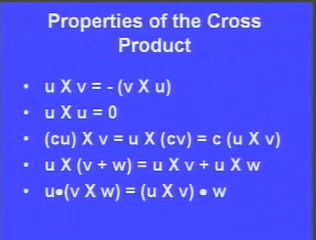 Properties of the Cross
Product
• u X v = - (v X u)
• u X u = 0
• (cu) X v = u X (cv) = c (u X v)
• u X (v + w) = u X v + u X w
• u•(v X w) = (u X v) • w